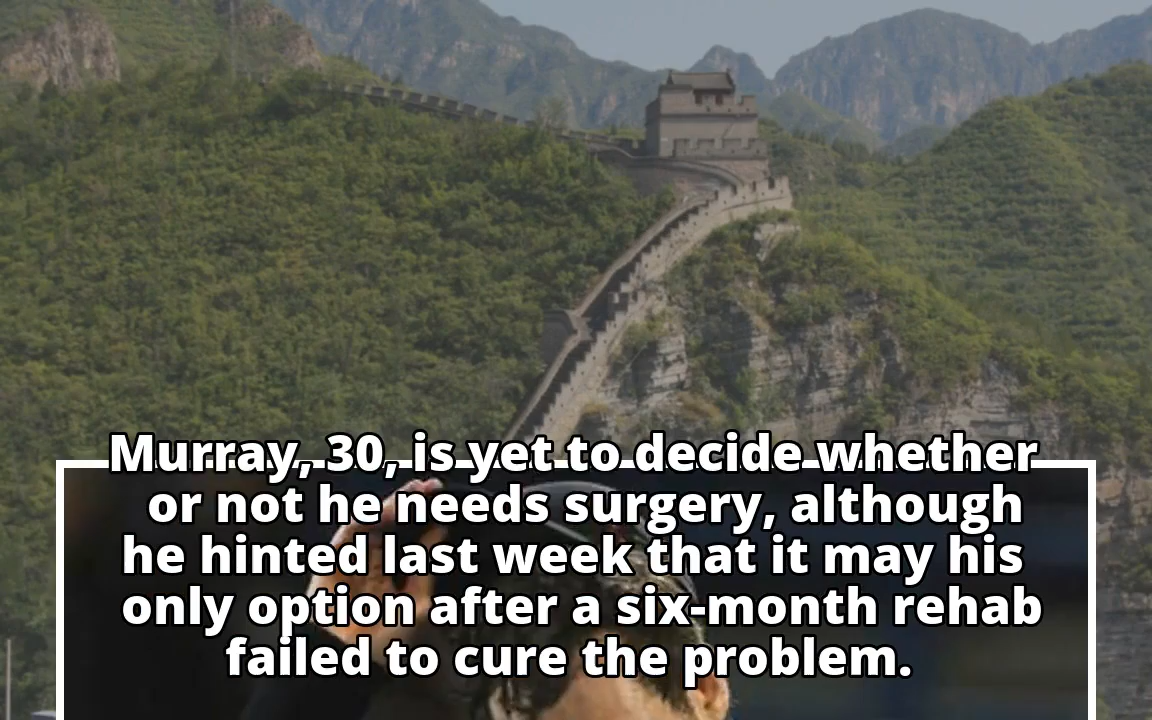 Murray, 30, is yet to decide whether
or not he needs surgery, although
he hinted last week that it may his
only option after a six-month rehab
failed to cure the problem.